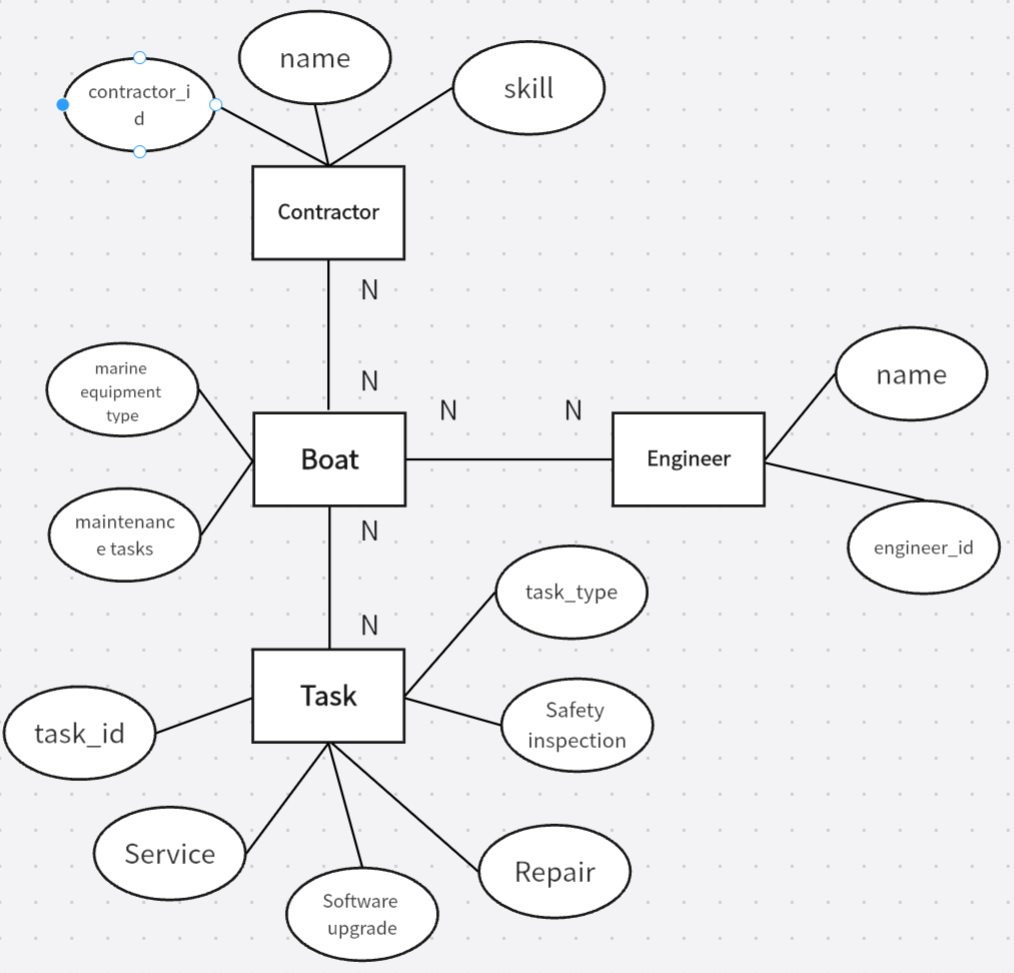 name
skill
contractor_i
d
Contractor
N
N
marine
equipment
type
maintenanc
e tasks
Boat
N
N
Engineer
name
engineer_id
N
N
task_type
Task
task_id
Safety
inspection
Service
Software
upgrade
Repair